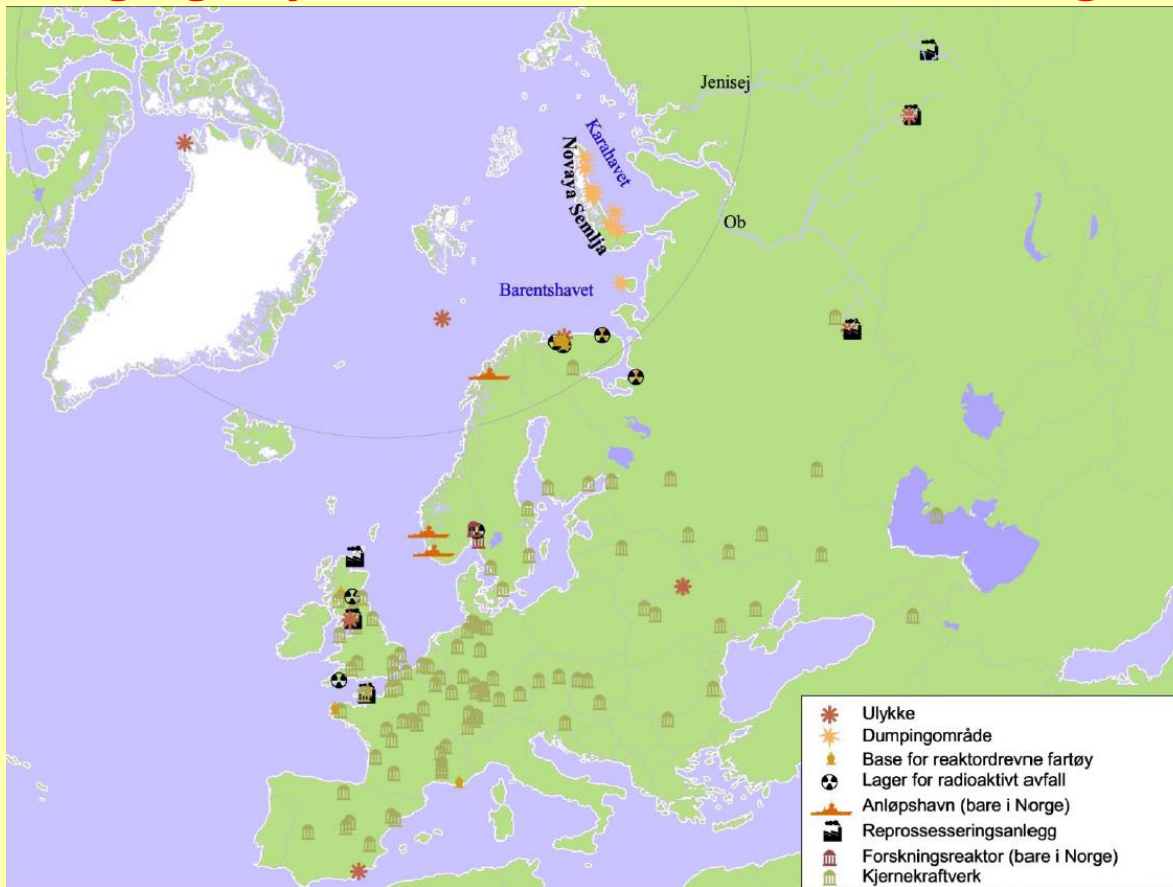 Jenisej
Karahavet
Novaya Semlja
Ob
Barentshavet
Ulykke
Dumpingområde
Base for reaktordrevne fartøy
Lager for radioaktivt avfall
Anløpshavn (bare i Norge)
Reprossesseringsanlegg
Forskningsreaktor (bare i Norge)
Kjernekraftverk